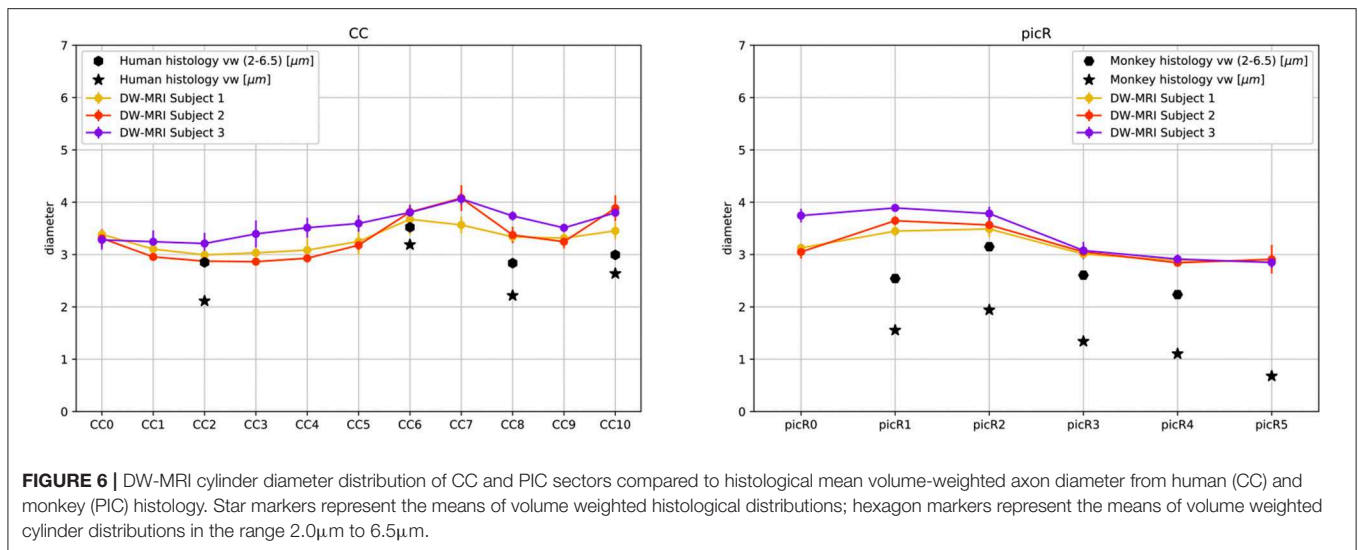 CC
7
6
5
4
3
2
1
0
diameter
Human histology vw (2-6.5) [μm]
Human histology vw [μm]
DW-MRI Subject 1
DW-MRI Subject 2
DW-MRI Subject 3
CC0 CC1 CC2 CC3 CC4 CC5 CC6 CC7 CC8 CC9 CC10
picR
7
6
5
4
3
2
1
0
diameter
Monkey histology vw (2-6.5) [μm]
Monkey histology vw [μm]
DW-MRI Subject 1
DW-MRI Subject 2
DW-MRI Subject 3
picR0 picR1 picR2 picR3 picR4 picR5
FIGURE 6 | DW-MRI cylinder diameter distribution of CC and PIC sectors compared to histological mean volume-weighted axon diameter from human (CC) and
monkey (PIC) histology. Star markers represent the means of volume weighted histological distributions; hexagon markers represent the means of volume weighted
cylinder distributions in the range 2.0μm to 6.5μm.